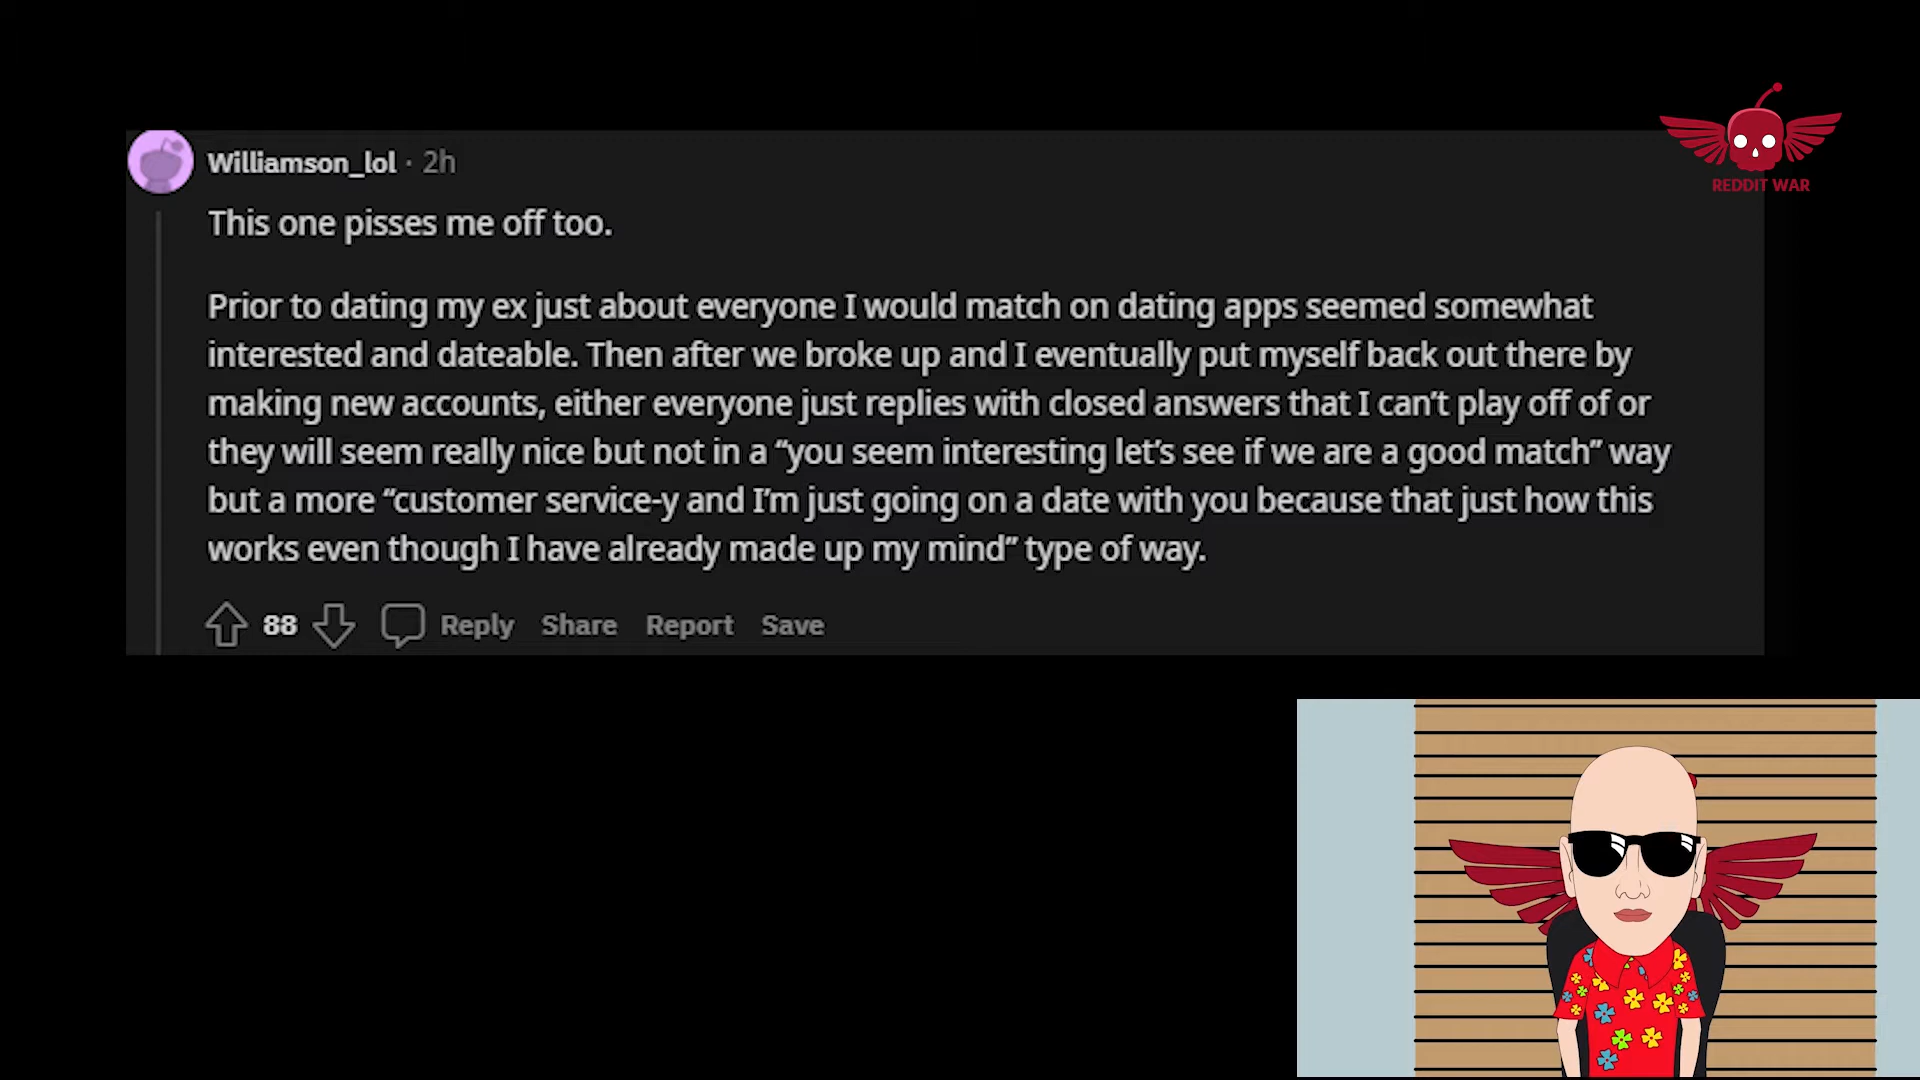 REDDIT WAR
Williamson_lol · 2h
This one pisses me off too.
Prior to dating my ex just about everyone I would match on dating apps seemed somewhat
interested and dateable. Then after we broke up and I eventually put myself back out there by
making new accounts, either everyone just replies with closed answers that I can’t play off of or
they will seem really nice but not in a “you seem interesting let’s see if we are a good match” way
but a more “customer service-y and I’m just going on a date with you because that just how this
works even though I have already made up my mind” type of way.
88 Reply Share Report Save